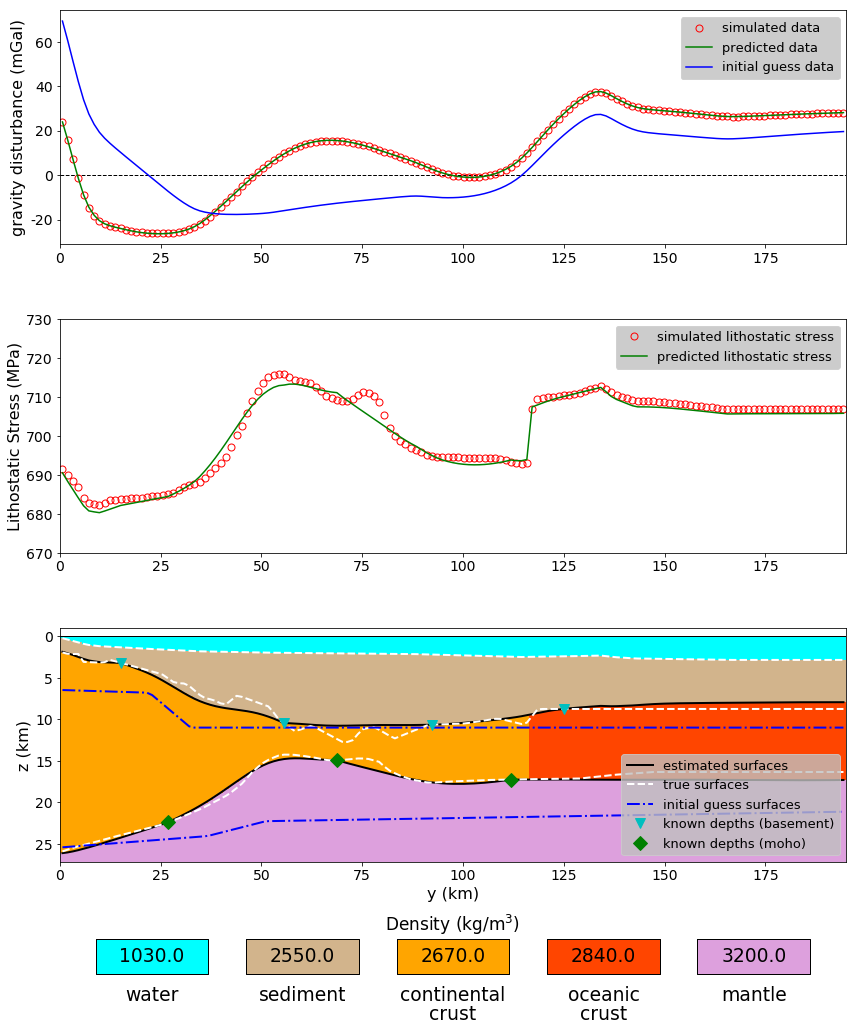 gravity disturbance (mGal)
60
40
20
0
-20
simulated data
predicted data
initial guess data
0 25 50 75 100 125 150 175
Lithostatic Stress (MPa)
730
720
710
700
690
680
670
simulated lithostatic stress
predicted lithostatic stress
0 25 50 75 100 125 150 175
z (km)
0
5
10
15
20
25
estimated surfaces
true surfaces
initial guess surfaces
known depths (basement)
known depths (moho)
0 25 50 75 100 125 150 175
y (km)
Density (kg/m³)
1030.0 2550.0 2670.0 2840.0 3200.0
water sediment continental oceanic mantle
crust crust